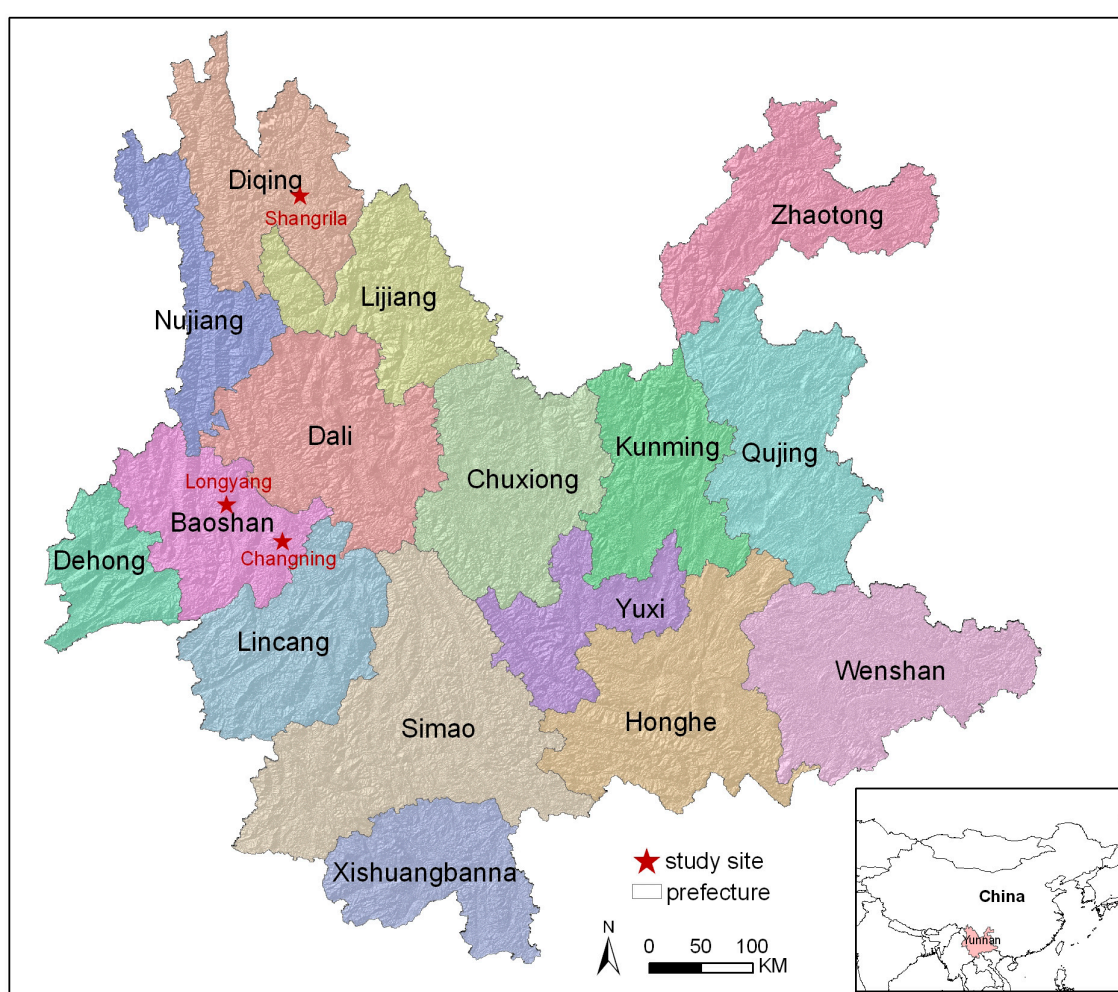 Diqing
Shangrila
Zhaotong
Lijiang
Nujiang
Dali
Kunming
Qujing
Chuxiong
Longyang
Baoshan
Changning
Dehong
Yuxi
Lincang
Wenshan
Simao
Honghe
Xishuangbanna
study site
prefecture
N
0 50 100
KM
China
Yunnan